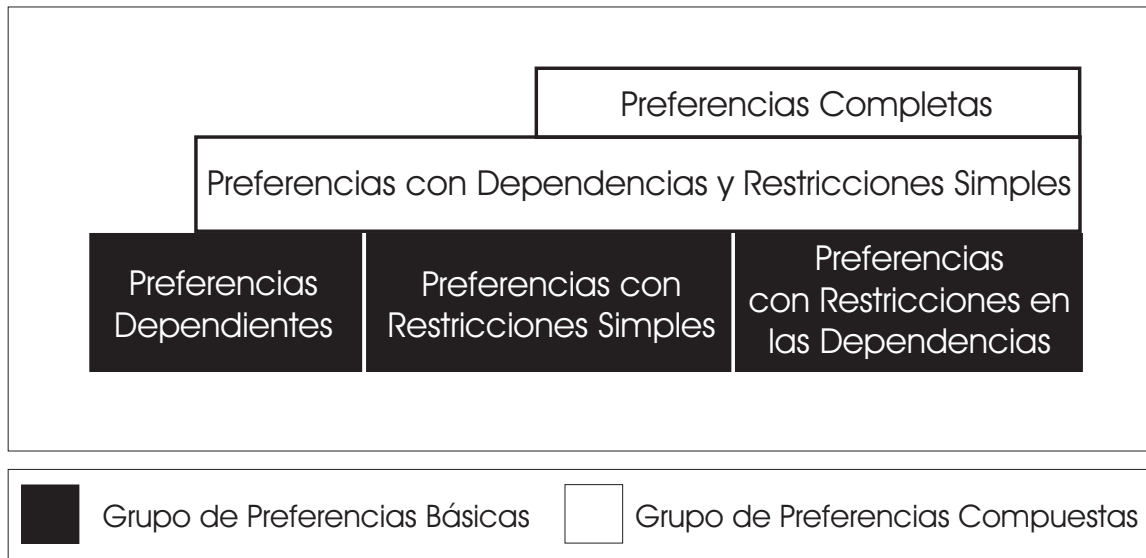 Preferencias Completas
Preferencias con Dependencias y Restricciones Simples
Preferencias
Dependientes
Preferencias con
Restricciones Simples
Preferencias
con Restricciones en
las Dependencias
Grupo de Preferencias Básicas
Grupo de Preferencias Compuestas